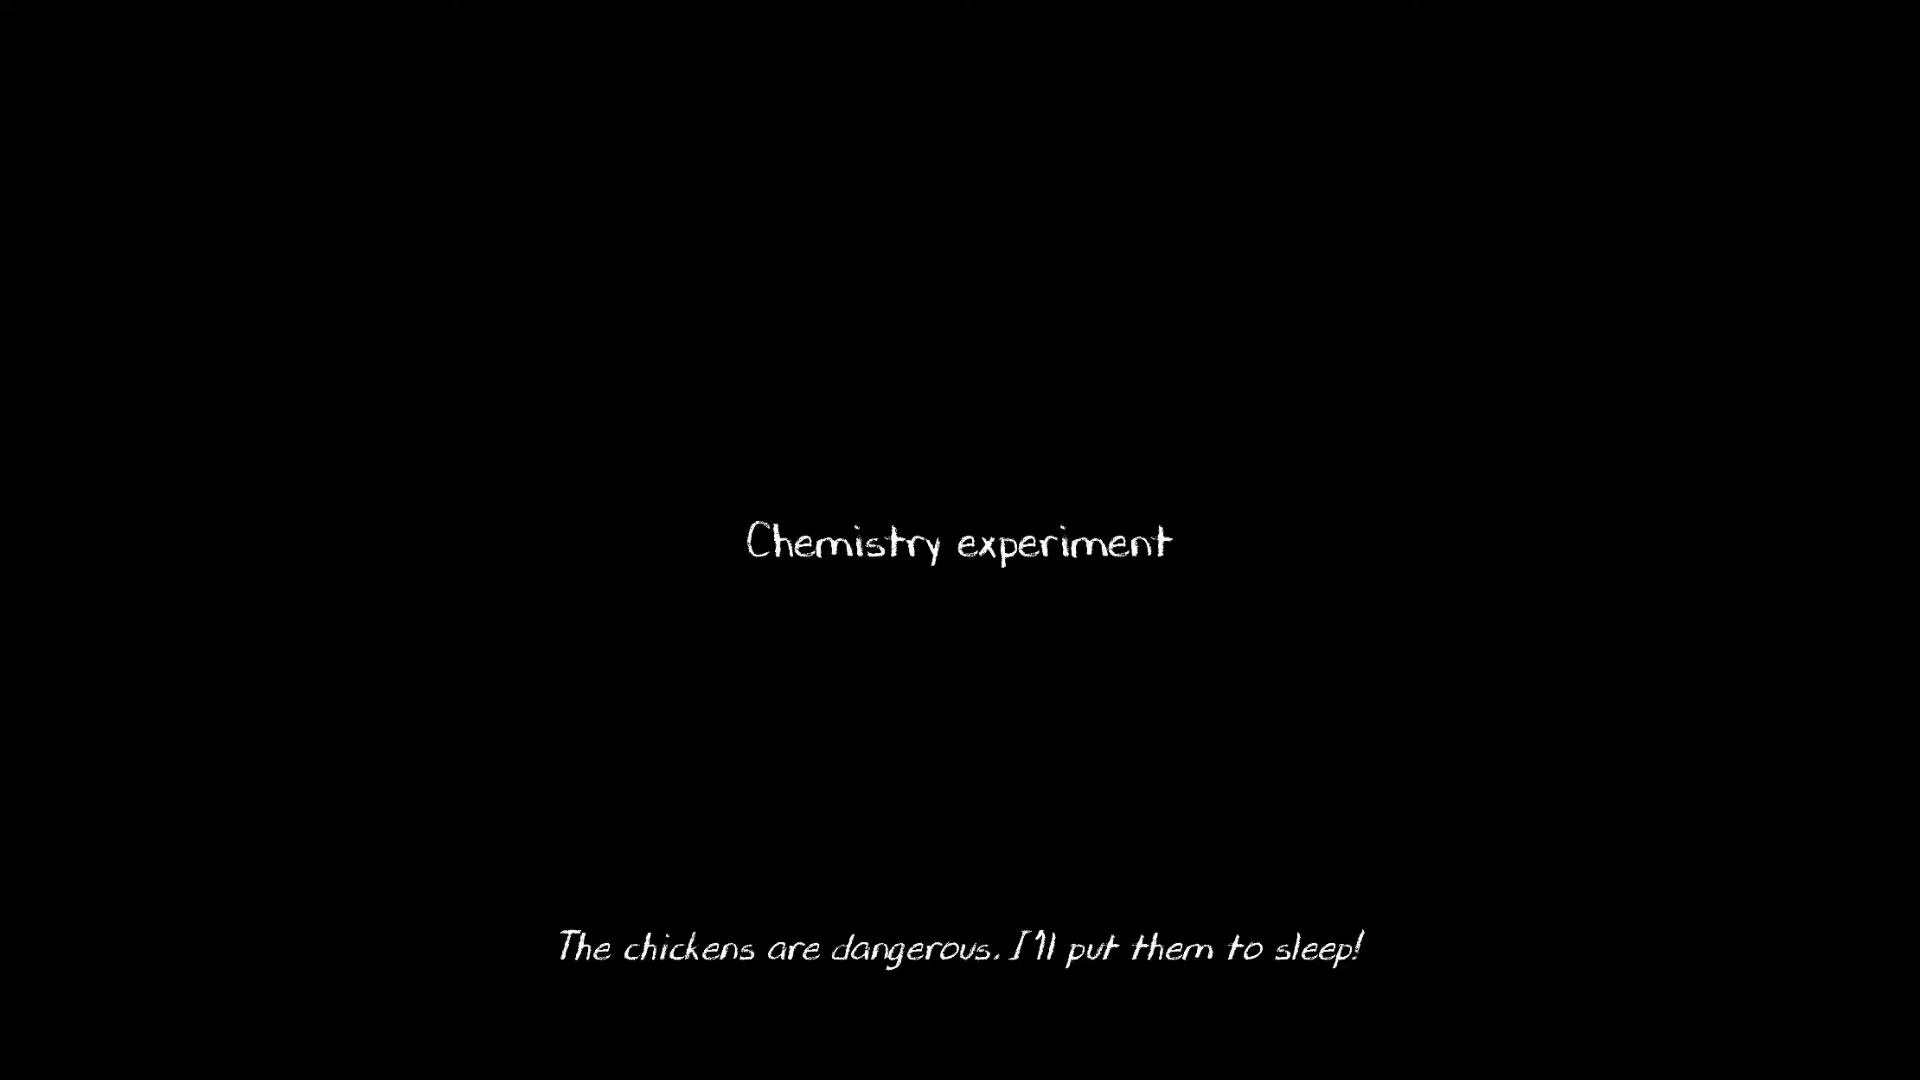 Chemistry experiment
The chickens are dangerous. I'll put them to sleep!